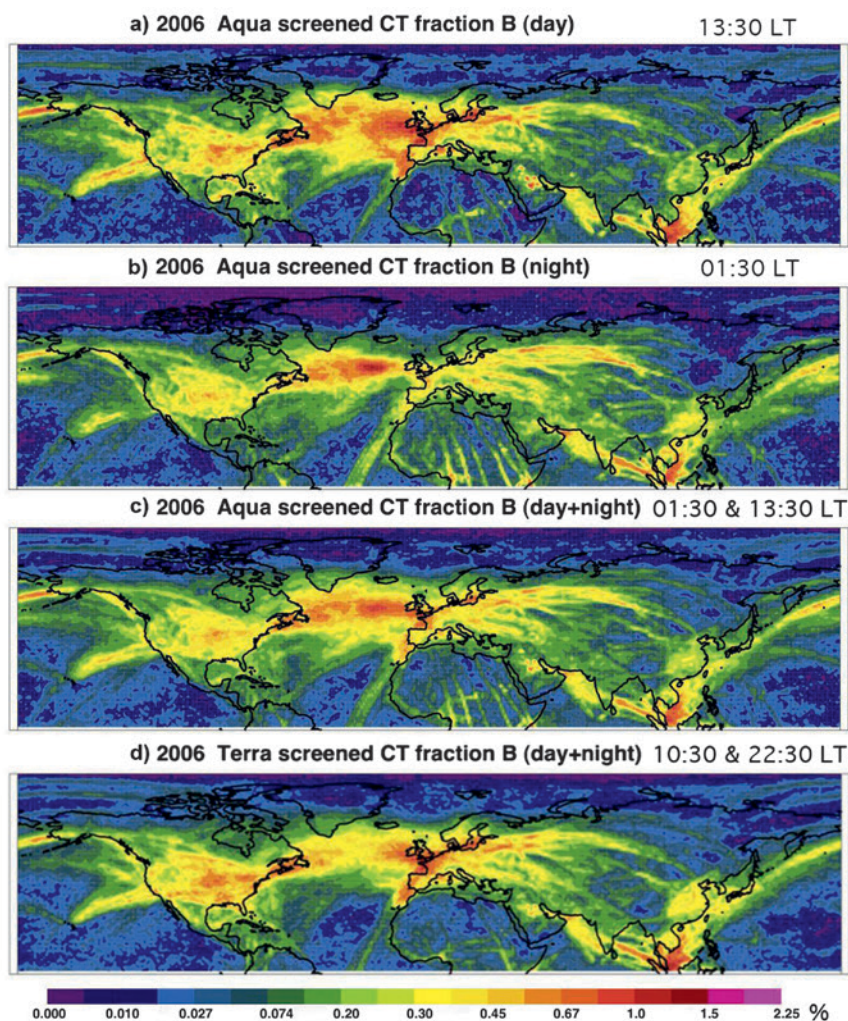 a) 2006 Aqua screened CT fraction B (day) 13:30 LT
b) 2006 Aqua screened CT fraction B (night) 01:30 LT
c) 2006 Aqua screened CT fraction B (day+night) 01:30 & 13:30 LT
d) 2006 Terra screened CT fraction B (day+night) 10:30 & 22:30 LT
0.000 0.010 0.027 0.074 0.20 0.30 0.45 0.67 1.0 1.5 2.25 %